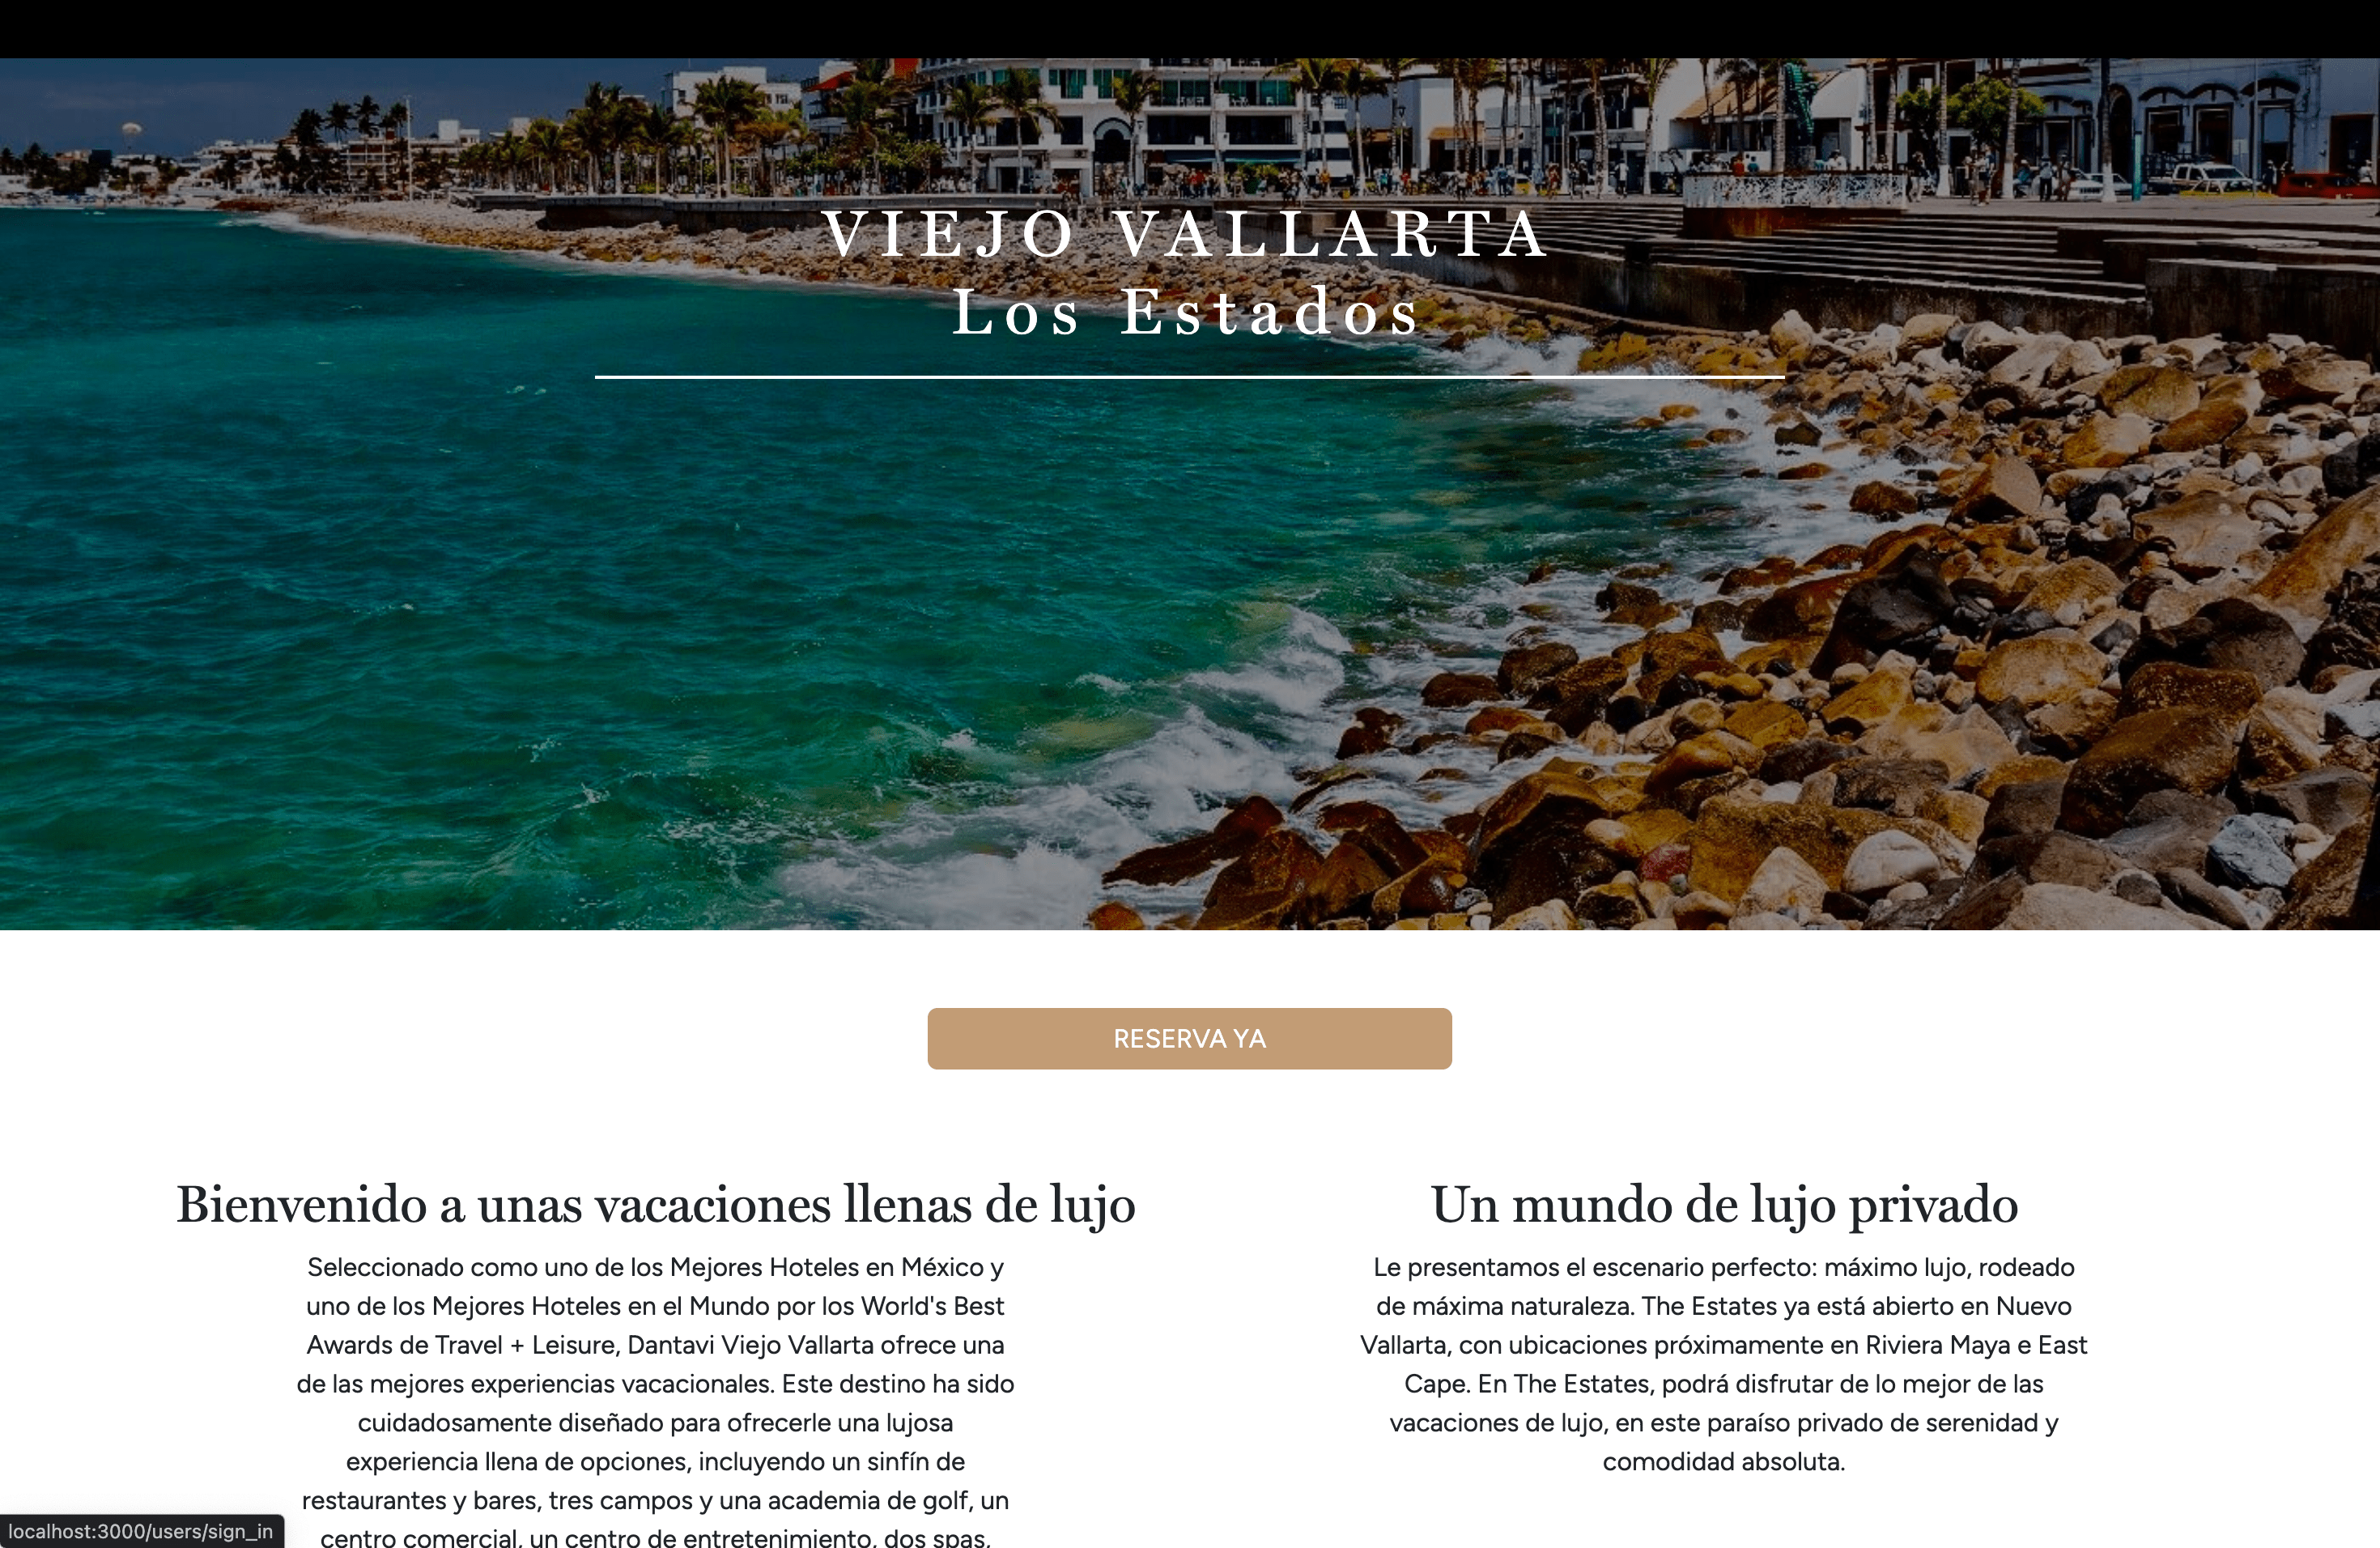 VIEJO VALLARTA
Los Estados
RESERVA YA
Bienvenido a unas vacaciones llenas de lujo
Seleccionado como uno de los Mejores Hoteles en México y
uno de los Mejores Hoteles en el Mundo por los World's Best
Awards de Travel + Leisure, Dantavi Viejo Vallarta ofrece una
de las mejores experiencias vacacionales. Este destino ha sido
cuidadosamente diseñado para ofrecerle una lujosa
experiencia llena de opciones, incluyendo un sinfín de
restaurantes y bares, tres campos y una academia de golf, un
centro comercial, un centro de entretenimiento, dos spas,
Un mundo de lujo privado
Le presentamos el escenario perfecto: máximo lujo, rodeado
de máxima naturaleza. The Estates ya está abierto en Nuevo
Vallarta, con ubicaciones próximamente en Riviera Maya e East
Cape. En The Estates, podrá disfrutar de lo mejor de las
vacaciones de lujo, en este paraíso privado de serenidad y
comodidad absoluta.
localhost:3000/users/sign_in